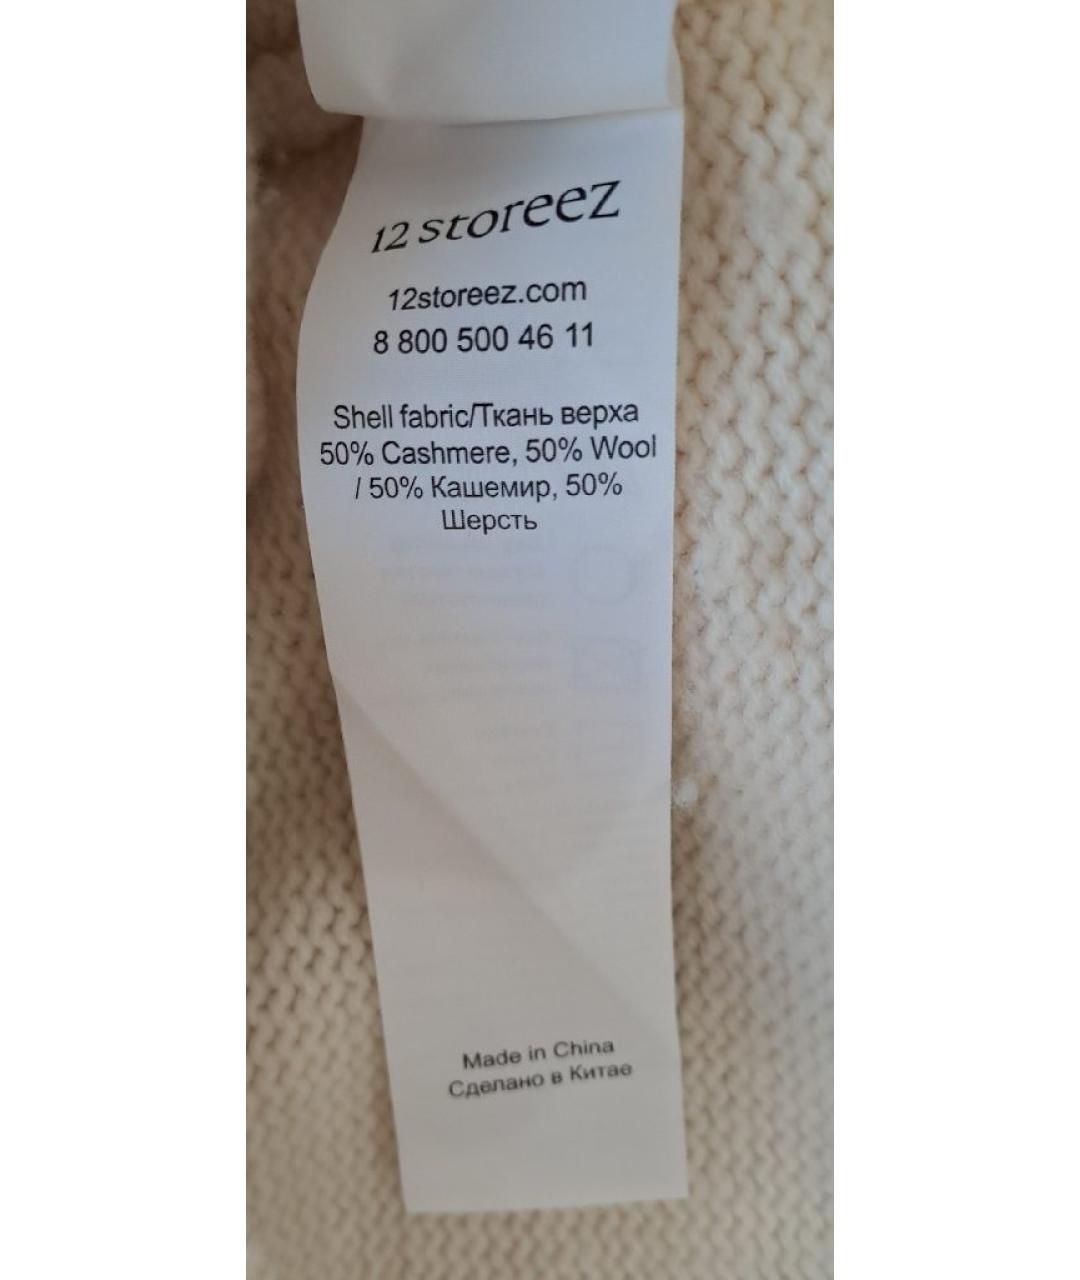 12 storeez
12storeez.com
8 800 500 46 11
Shell fabric/Ткань верха
50% Cashmere, 50% Wool
/ 50% Кашемир, 50%
Шерсть
Made in China
Сделано в Китае